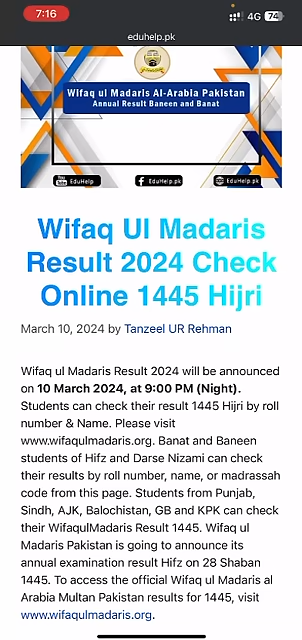 7:16
4G 74
eduhelp.pk
Wifaq ul Madaris Al-Arabia Pakistan
Annual Result Baneen and Banat
You Tube EduHelp
EduHelp.pk
EduHelp.pk
Wifaq Ul Madaris
Result 2024 Check
Online 1445 Hijri
March 10, 2024 by Tanzeel UR Rehman
Wifaq ul Madaris Result 2024 will be announced
on 10 March 2024, at 9:00 PM (Night).
Students can check their result 1445 Hijri by roll
number & Name. Please visit
www.wifaqulmadaris.org. Banat and Baneen
students of Hifz and Darse Nizami can check
their results by roll number, name, or madrassah
code from this page. Students from Punjab,
Sindh, AJK, Balochistan, GB and KPK can check
their WifaqulMadaris Result 1445. Wifaq ul
Madaris Pakistan is going to announce its
annual examination result Hifz on 28 Shaban
1445. To access the official Wifaq ul Madaris al
Arabia Multan Pakistan results for 1445, visit
www.wifaqulmadaris.org.